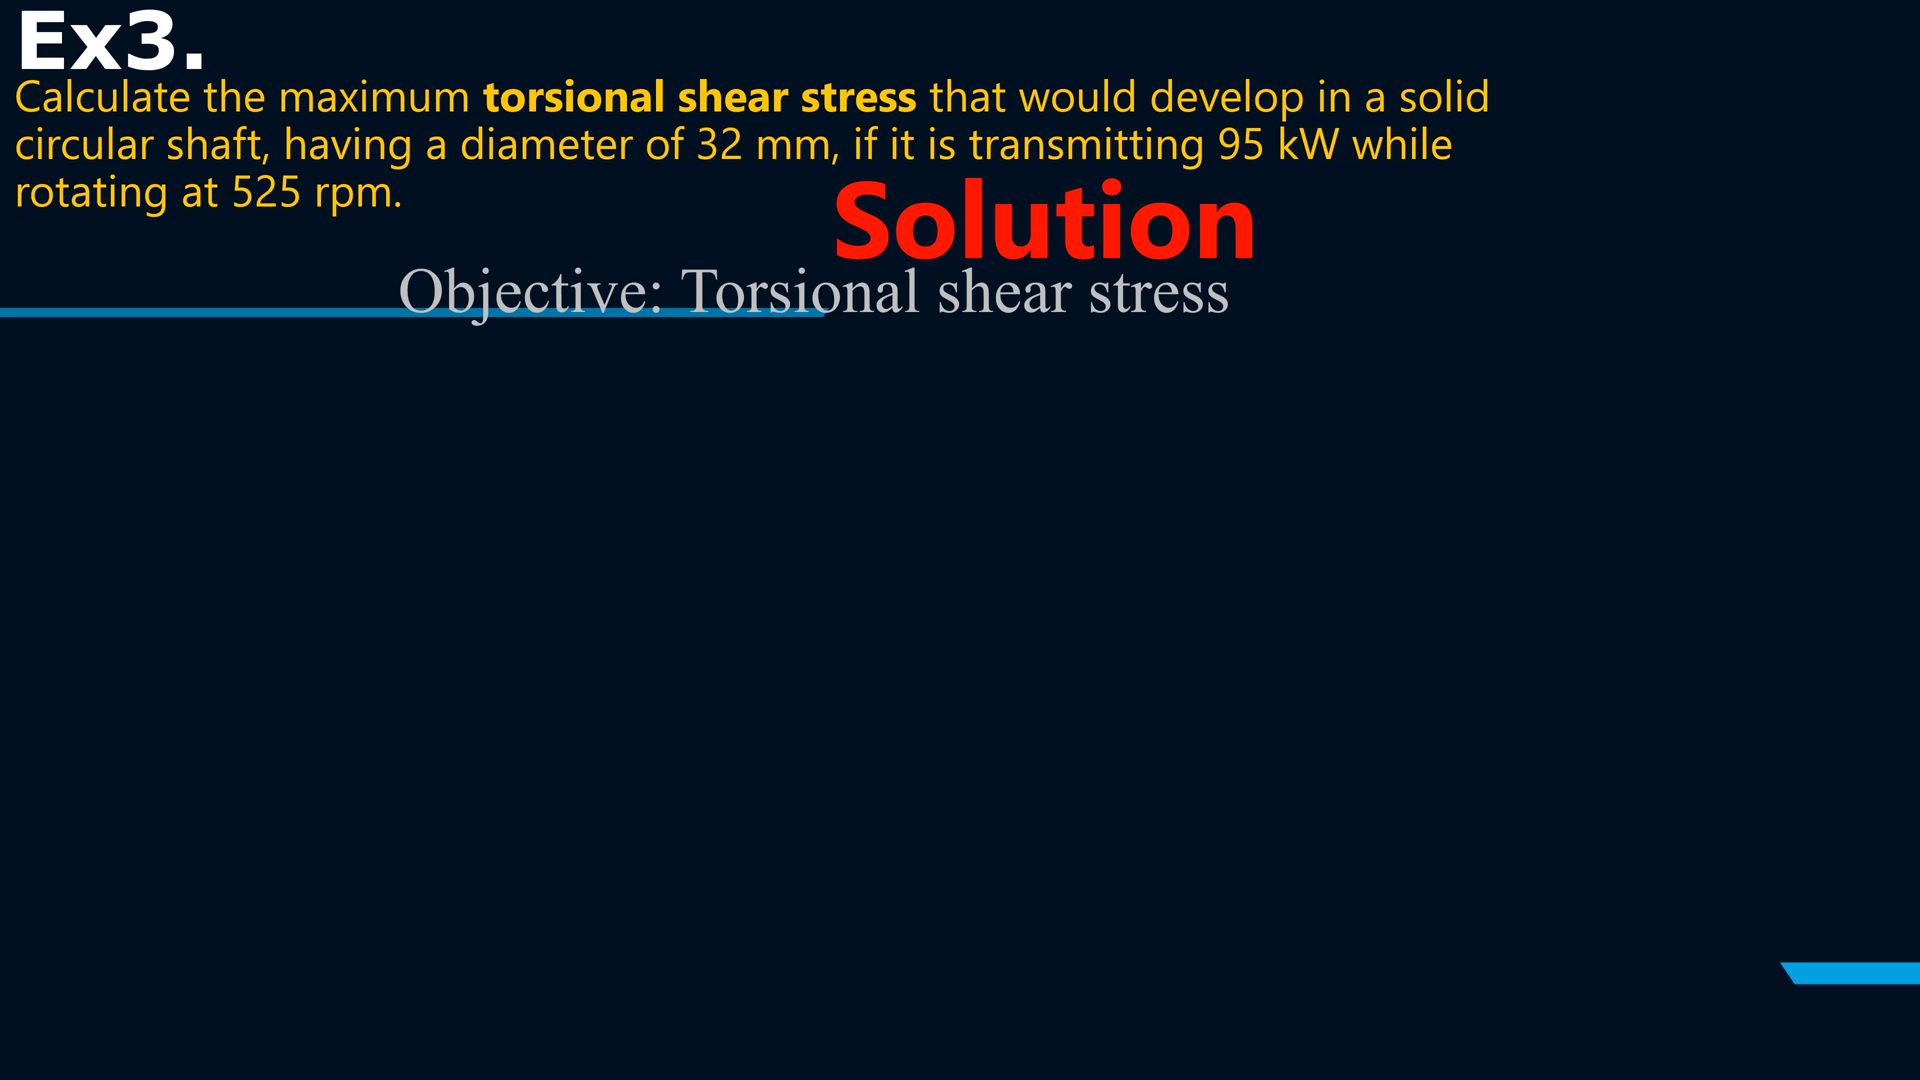 Ex3.
Calculate the maximum torsional shear stress that would develop in a solid
circular shaft, having a diameter of 32 mm, if it is transmitting 95 kW while
rotating at 525 rpm.
Solution
Objective: Torsional shear stress